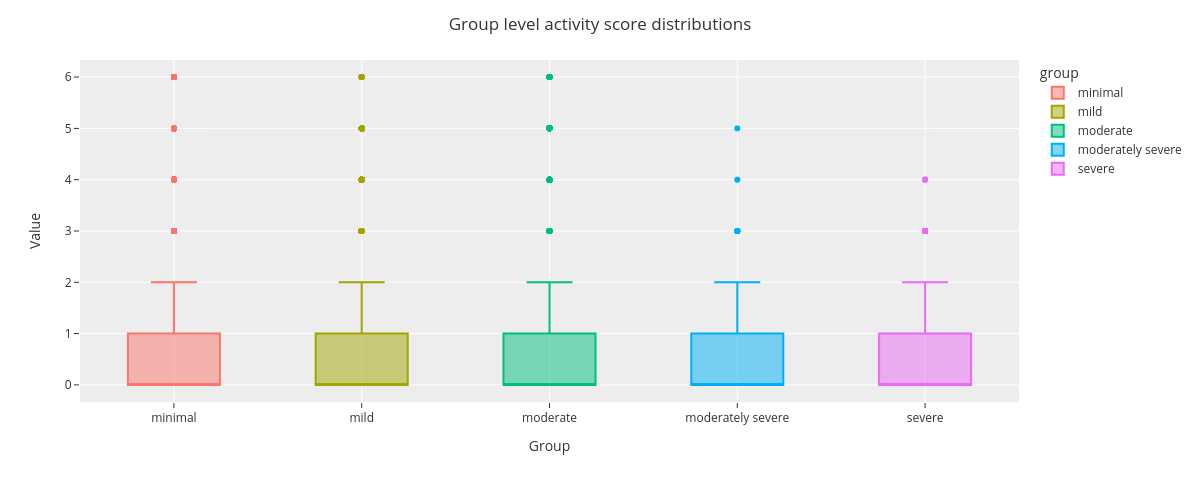 Group level activity score distributions
Value
6
5
4
3
2
1
0
minimal
mild
moderate
moderately severe
severe
Group
group
minimal
mild
moderate
moderately severe
severe